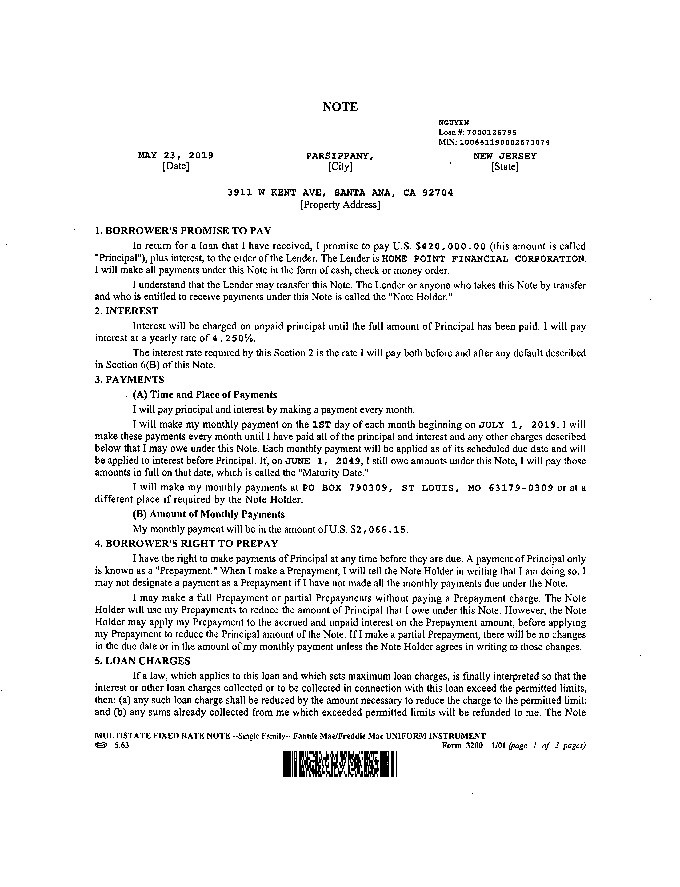 NOTE
NGUYEN
Loan #: 7000126795
MIN: 100661190002673074
MAY 23, 2019 PARSIPPANY, NEW JERSEY
[Date] [City] [State]
3911 W KENT AVE, SANTA ANA, CA 92704
[Property Address]
1. BORROWER'S PROMISE TO PAY
In return for a loan that I have received, I promise to pay U.S. $420,000.00 (this amount is called
"Principal"), plus interest, to the order of the Lender. The Lender is HOME POINT FINANCIAL CORPORATION.
I will make all payments under this Note in the form of cash, check or money order.
I understand that the Lender may transfer this Note. The Lender or anyone who takes this Note by transfer
and who is entitled to receive payments under this Note is called the "Note Holder."
2. INTEREST
Interest will be charged on unpaid principal until the full amount of Principal has been paid. I will pay
interest at a yearly rate of 4.250%.
The interest rate required by this Section 2 is the rate I will pay both before and after any default described
in Section 6(B) of this Note.
3. PAYMENTS
(A) Time and Place of Payments
I will pay principal and interest by making a payment every month.
I will make my monthly payment on the 1ST day of each month beginning on JULY 1, 2019. I will
make these payments every month until I have paid all of the principal and interest and any other charges described
below that I may owe under this Note. Each monthly payment will be applied as of its scheduled due date and will
be applied to interest before Principal. If, on JUNE 1, 2049, I still owe amounts under this Note, I will pay those
amounts in full on that date, which is called the "Maturity Date."
I will make my monthly payments at PO BOX 790309, ST LOUIS, MO 63179-0309 or at a
different place if required by the Note Holder.
(B) Amount of Monthly Payments
My monthly payment will be in the amount of U.S. $2,066.15.
4. BORROWER'S RIGHT TO PREPAY
I have the right to make payments of Principal at any time before they are due. A payment of Principal only
is known as a "Prepayment." When I make a Prepayment, I will tell the Note Holder in writing that I am doing so. I
may not designate a payment as a Prepayment if I have not made all the monthly payments due under the Note.
I may make a full Prepayment or partial Prepayments without paying a Prepayment charge. The Note
Holder will use my Prepayments to reduce the amount of Principal that I owe under this Note. However, the Note
Holder may apply my Prepayment to the accrued and unpaid interest on the Prepayment amount, before applying
my Prepayment to reduce the Principal amount of the Note. If I make a partial Prepayment, there will be no changes
in the due date or in the amount of my monthly payment unless the Note Holder agrees in writing to those changes.
5. LOAN CHARGES
If a law, which applies to this loan and which sets maximum loan charges, is finally interpreted so that the
interest or other loan charges collected or to be collected in connection with this loan exceed the permitted limits,
then: (a) any such loan charge shall be reduced by the amount necessary to reduce the charge to the permitted limit;
and (b) any sums already collected from me which exceeded permitted limits will be refunded to me. The Note
MULTISTATE FIXED RATE NOTE --Single Family-- Fannie Mae/Freddie Mac UNIFORM INSTRUMENT
5.63 Form 3200 1/01 (page 1 of 3 pages)